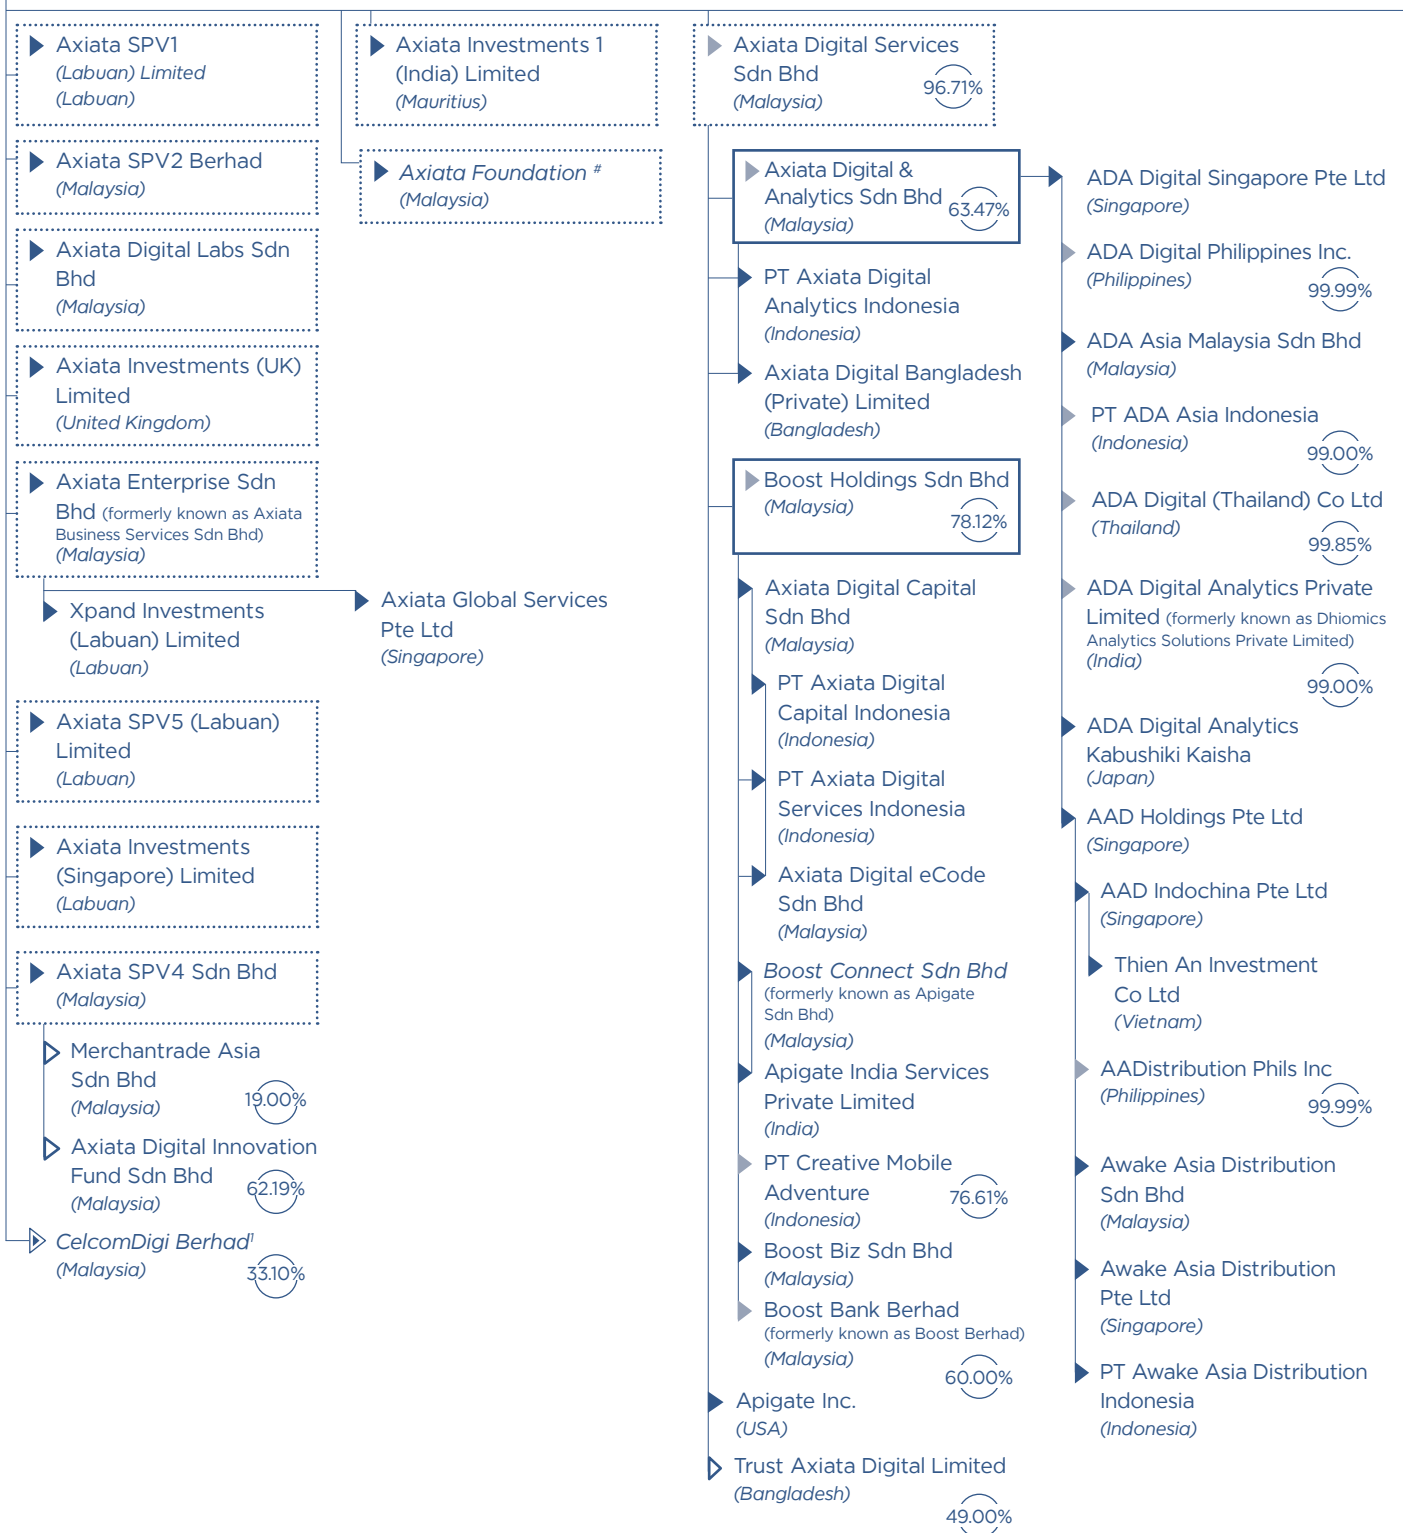 Axiata SPV1
(Labuan) Limited
(Labuan)
Axiata SPV2 Berhad
(Malaysia)
Axiata Digital Labs Sdn
Bhd
(Malaysia)
Axiata Investments (UK)
Limited
(United Kingdom)
Axiata Enterprise Sdn
Bhd (formerly known as Axiata
Business Services Sdn Bhd)
(Malaysia)
Xpand Investments
(Labuan) Limited
(Labuan)
Axiata Global Services
Pte Ltd
(Singapore)
Axiata SPV5 (Labuan)
Limited
(Labuan)
Axiata Investments
(Singapore) Limited
(Labuan)
Axiata SPV4 Sdn Bhd
(Malaysia)
Merchantrade Asia
Sdn Bhd
(Malaysia)
19.00%
Axiata Digital Innovation
Fund Sdn Bhd
(Malaysia)
62.19%
CelcomDigi Berhad¹
(Malaysia)
33.10%
Axiata Investments 1
(India) Limited
(Mauritius)
Axiata Foundation #
(Malaysia)
Axiata Digital Services
Sdn Bhd
(Malaysia)
96.71%
Axiata Digital &
Analytics Sdn Bhd
(Malaysia)
63.47%
PT Axiata Digital
Analytics Indonesia
(Indonesia)
Axiata Digital Bangladesh
(Private) Limited
(Bangladesh)
Boost Holdings Sdn Bhd
(Malaysia)
78.12%
Axiata Digital Capital
Sdn Bhd
(Malaysia)
PT Axiata Digital
Capital Indonesia
(Indonesia)
PT Axiata Digital
Services Indonesia
(Indonesia)
Axiata Digital eCode
Sdn Bhd
(Malaysia)
Boost Connect Sdn Bhd
(formerly known as Apigate
Sdn Bhd)
(Malaysia)
Apigate India Services
Private Limited
(India)
PT Creative Mobile
Adventure
(Indonesia)
76.61%
Boost Biz Sdn Bhd
(Malaysia)
Boost Bank Berhad
(formerly known as Boost Berhad)
(Malaysia)
60.00%
Apigate Inc.
(USA)
Trust Axiata Digital Limited
(Bangladesh)
49.00%
ADA Digital Singapore Pte Ltd
(Singapore)
ADA Digital Philippines Inc.
(Philippines)
99.99%
ADA Asia Malaysia Sdn Bhd
(Malaysia)
PT ADA Asia Indonesia
(Indonesia)
99.00%
ADA Digital (Thailand) Co Ltd
(Thailand)
99.85%
ADA Digital Analytics Private
Limited (formerly known as Dhiomics
Analytics Solutions Private Limited)
(India)
99.00%
ADA Digital Analytics
Kabushiki Kaisha
(Japan)
AAD Holdings Pte Ltd
(Singapore)
AAD Indochina Pte Ltd
(Singapore)
Thien An Investment
Co Ltd
(Vietnam)
AADistribution Phils Inc
(Philippines)
99.99%
Awake Asia Distribution
Sdn Bhd
(Malaysia)
Awake Asia Distribution
Pte Ltd
(Singapore)
PT Awake Asia Distribution
Indonesia
(Indonesia)